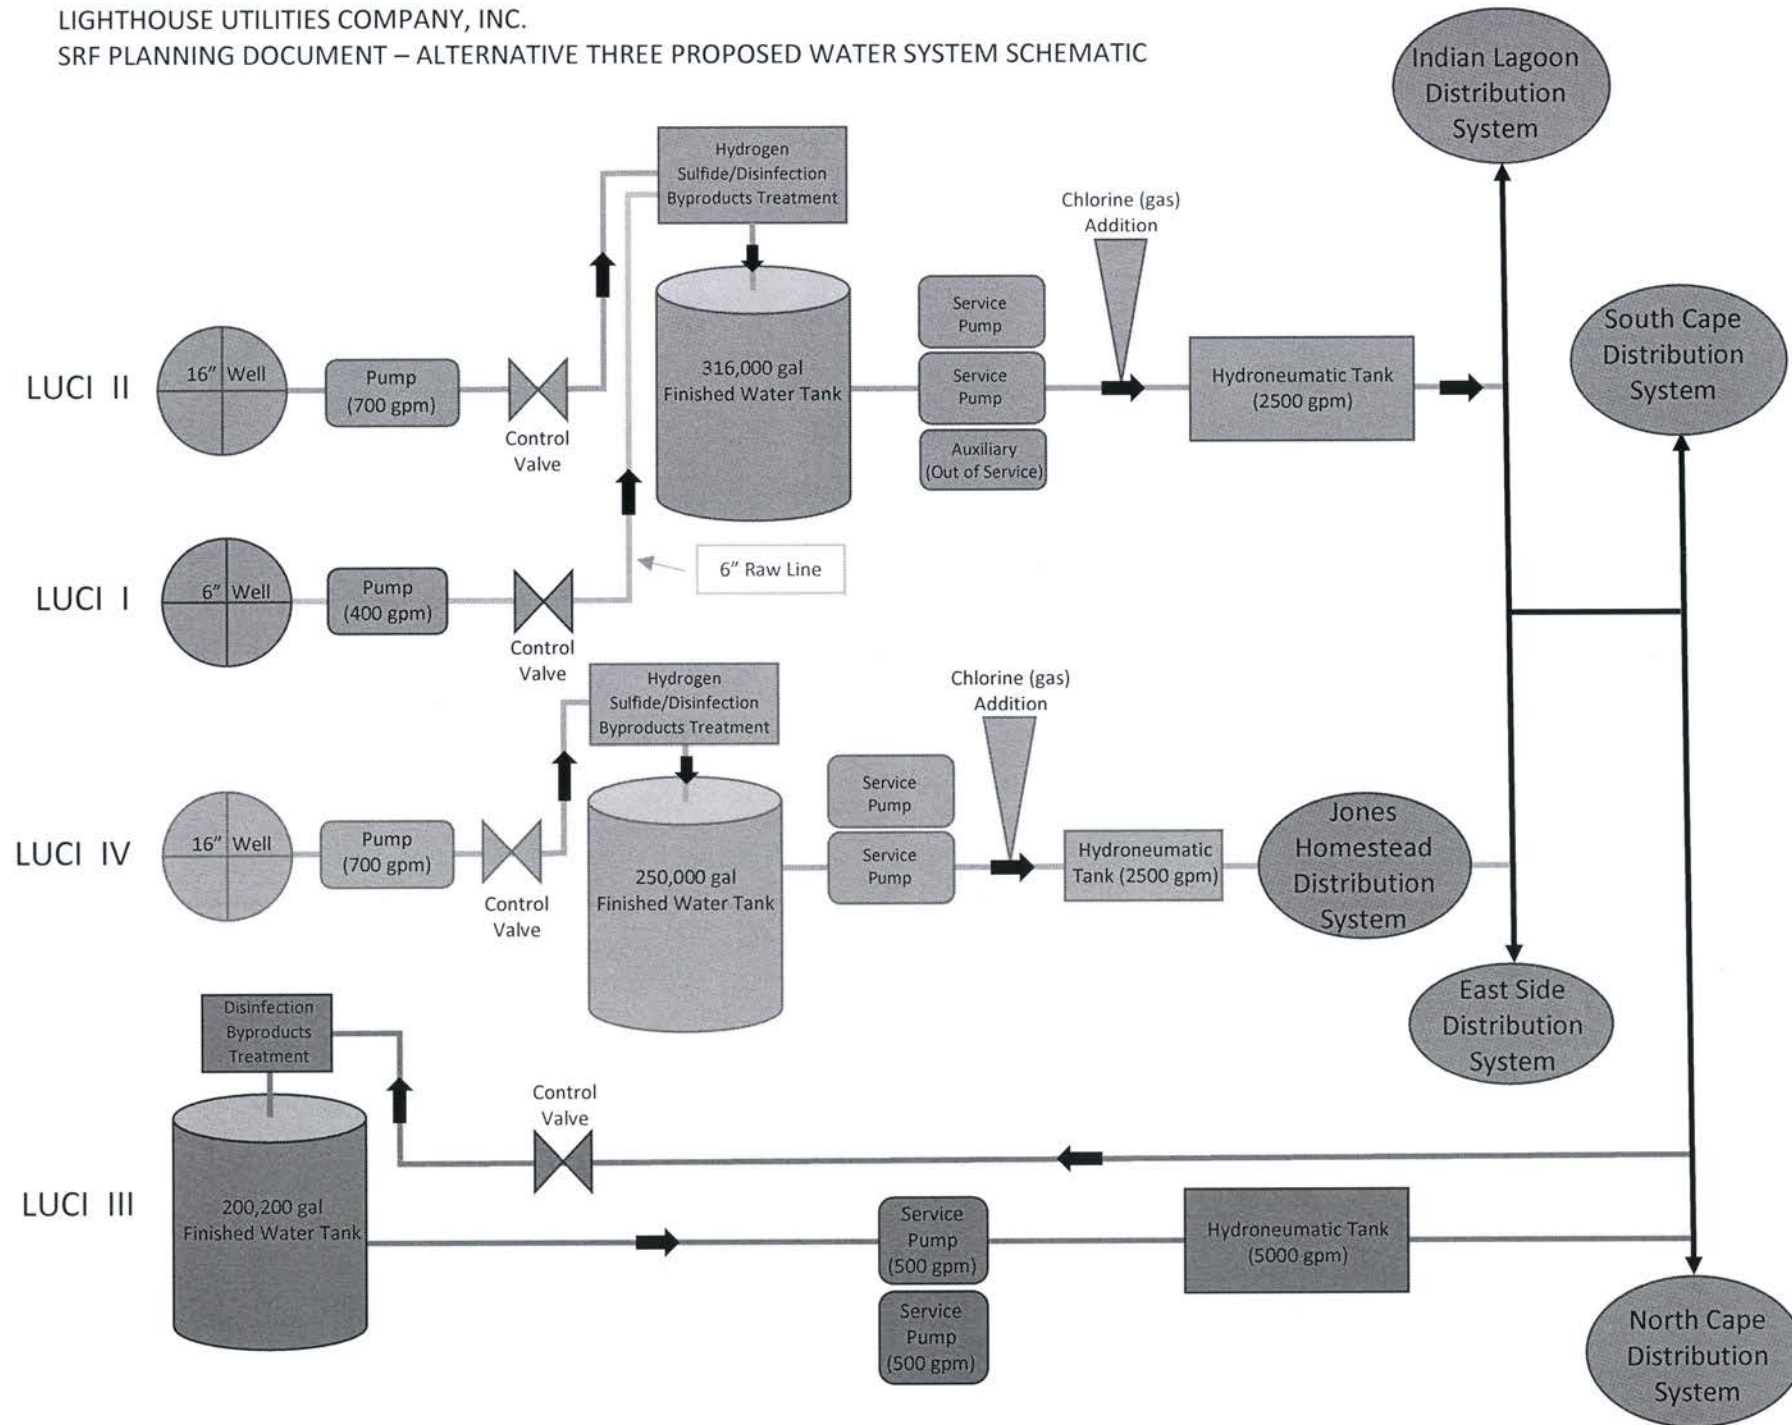 LIGHTHOUSE UTILITIES COMPANY, INC.
SRF PLANNING DOCUMENT – ALTERNATIVE THREE PROPOSED WATER SYSTEM SCHEMATIC
Indian Lagoon
Distribution
System
Hydrogen
Sulfide/Disinfection
Byproducts Treatment
Chlorine (gas)
Addition
South Cape
Distribution
System
LUCI II
16" Well
Pump
(700 gpm)
Control
Valve
316,000 gal
Finished Water Tank
Service
Pump
Service
Pump
Auxiliary
(Out of Service)
Hydroneumatic Tank
(2500 gpm)
LUCI I
6" Well
Pump
(400 gpm)
Control
Valve
6" Raw Line
Hydrogen
Sulfide/Disinfection
Byproducts Treatment
Chlorine (gas)
Addition
LUCI IV
16" Well
Pump
(700 gpm)
Control
Valve
250,000 gal
Finished Water Tank
Service
Pump
Service
Pump
Hydroneumatic
Tank (2500 gpm)
Jones
Homestead
Distribution
System
East Side
Distribution
System
Disinfection
Byproducts
Treatment
Control
Valve
LUCI III
200,200 gal
Finished Water Tank
Service
Pump
(500 gpm)
Service
Pump
(500 gpm)
Hydroneumatic Tank
(5000 gpm)
North Cape
Distribution
System